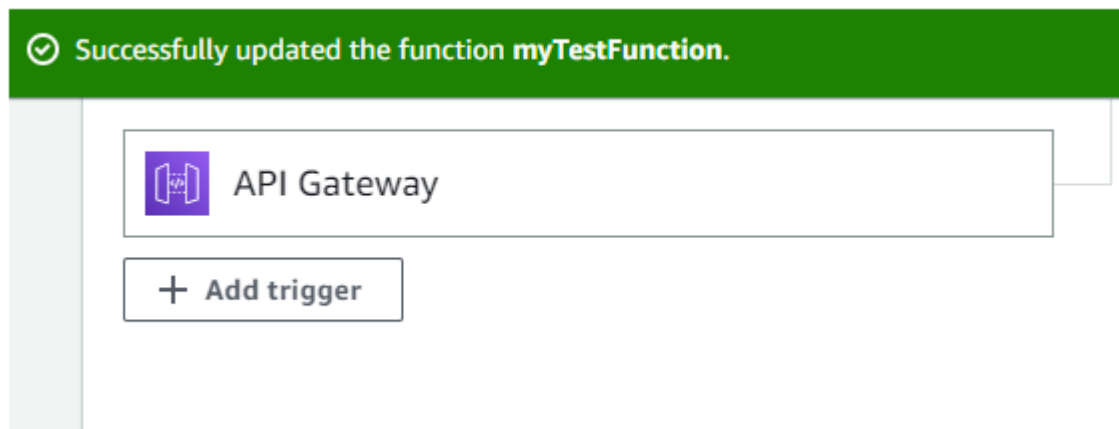 Successfully updated the function myTestFunction.
API Gateway
+ Add trigger